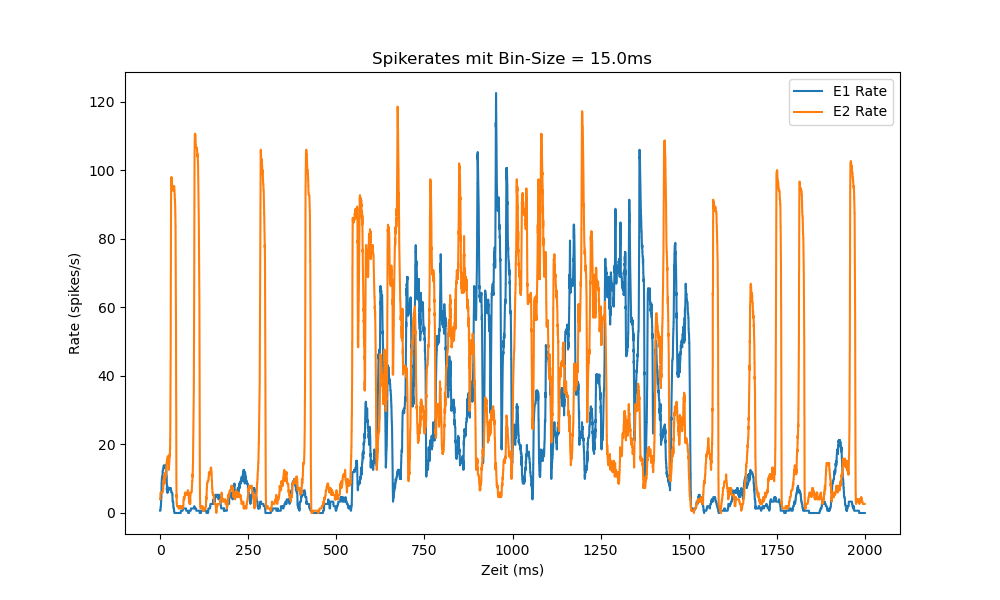 Spikerates mit Bin-Size = 15.0ms
E1 Rate
E2 Rate
Rate (spikes/s)
120
100
80
60
40
20
0
0 250 500 750 1000 1250 1500 1750 2000
Zeit (ms)